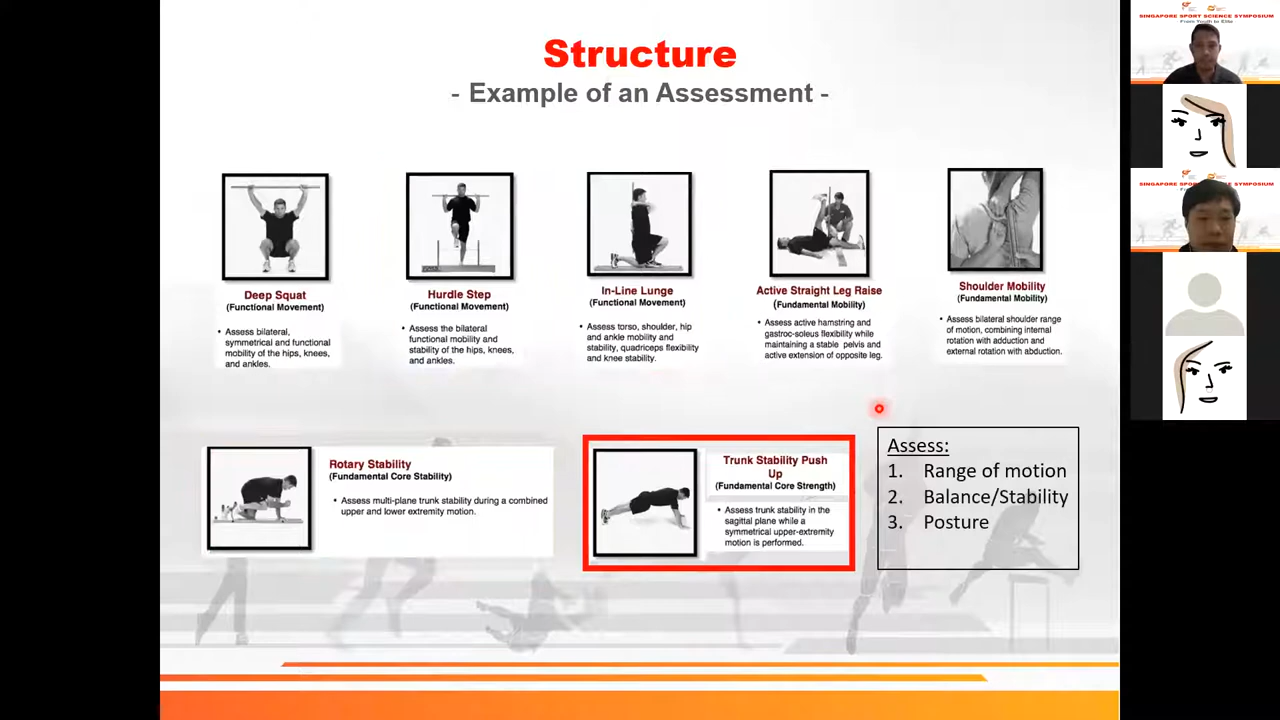 Structure
- Example of an Assessment -
Deep Squat
(Functional Movement)
• Assess bilateral,
symmetrical and functional
mobility of the hips, knees,
and ankles.
Hurdle Step
(Functional Movement)
• Assess the bilateral
functional mobility and
stability of the hips, knees,
and ankles.
In-Line Lunge
(Functional Movement)
• Assess torso, shoulder, hip
and ankle mobility and
stability, quadriceps flexibility
and knee stability.
Active Straight Leg Raise
(Fundamental Mobility)
• Assess active hamstring and
gastroc-soleus flexibility while
maintaining a stable pelvis and
active extension of opposite leg.
Shoulder Mobility
(Fundamental Mobility)
• Assess bilateral shoulder range
of motion, combining internal
rotation with adduction and
external rotation with abduction.
Rotary Stability
(Fundamental Core Stability)
• Assess multi-plane trunk stability during a combined
upper and lower extremity motion.
Trunk Stability Push
Up
(Fundamental Core Strength)
• Assess trunk stability in the
sagittal plane while a
symmetrical upper-extremity
motion is performed.
Assess:
1. Range of motion
2. Balance/Stability
3. Posture
SINGAPORE SPORT SCIENCE SYMPOSIUM
From Youth to Elite
SINGAPORE SPORT SCIENCE SYMPOSIUM